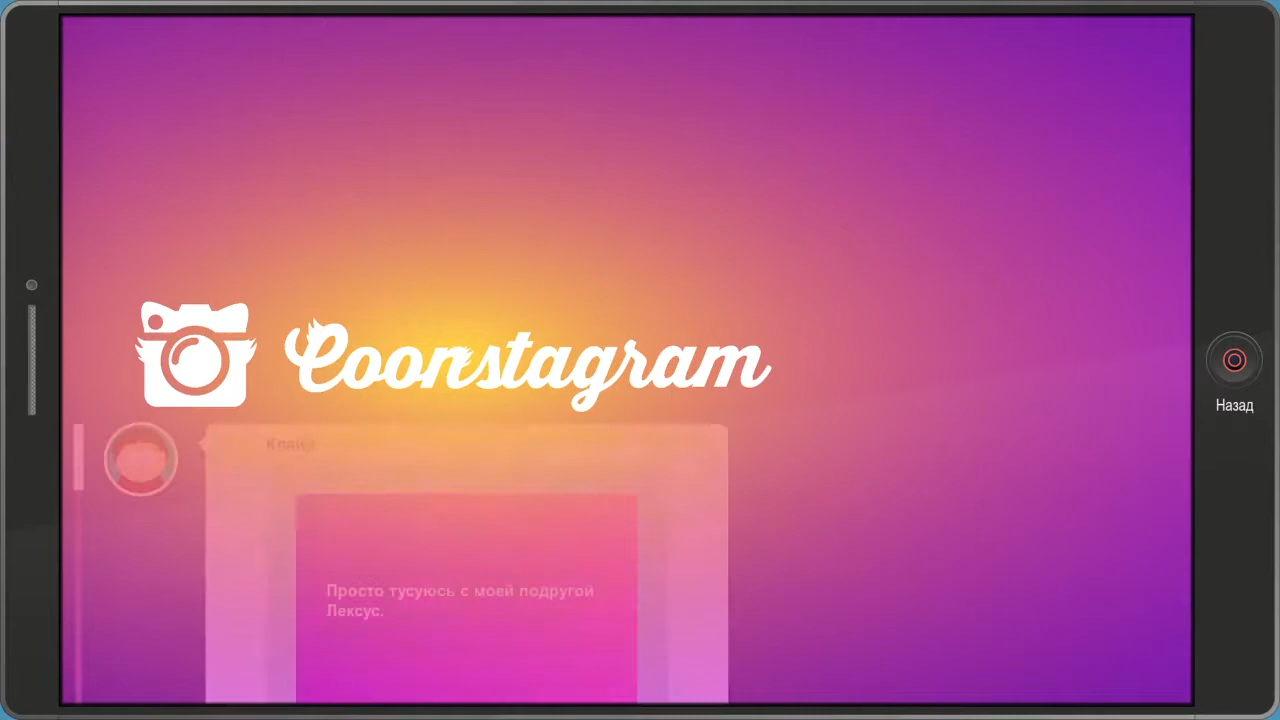 Coonstagram
Назад
Просто тусуюсь с моей подругой
Лексус.